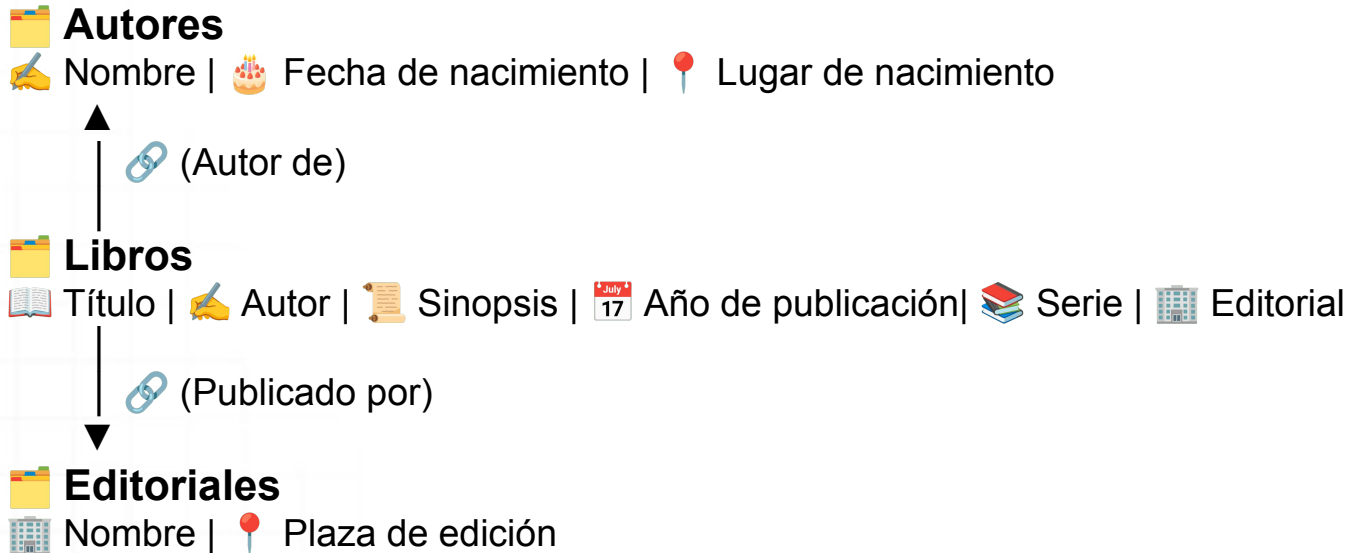 🗂️ Autores
✍️ Nombre | 🎂 Fecha de nacimiento | 📍 Lugar de nacimiento
🔗 (Autor de)
🗂️ Libros
📖 Título | ✍️ Autor | 📜 Sinopsis | 📅 Año de publicación| 📚 Serie | 🏢 Editorial
🔗 (Publicado por)
🗂️ Editoriales
🏢 Nombre | 📍 Plaza de edición